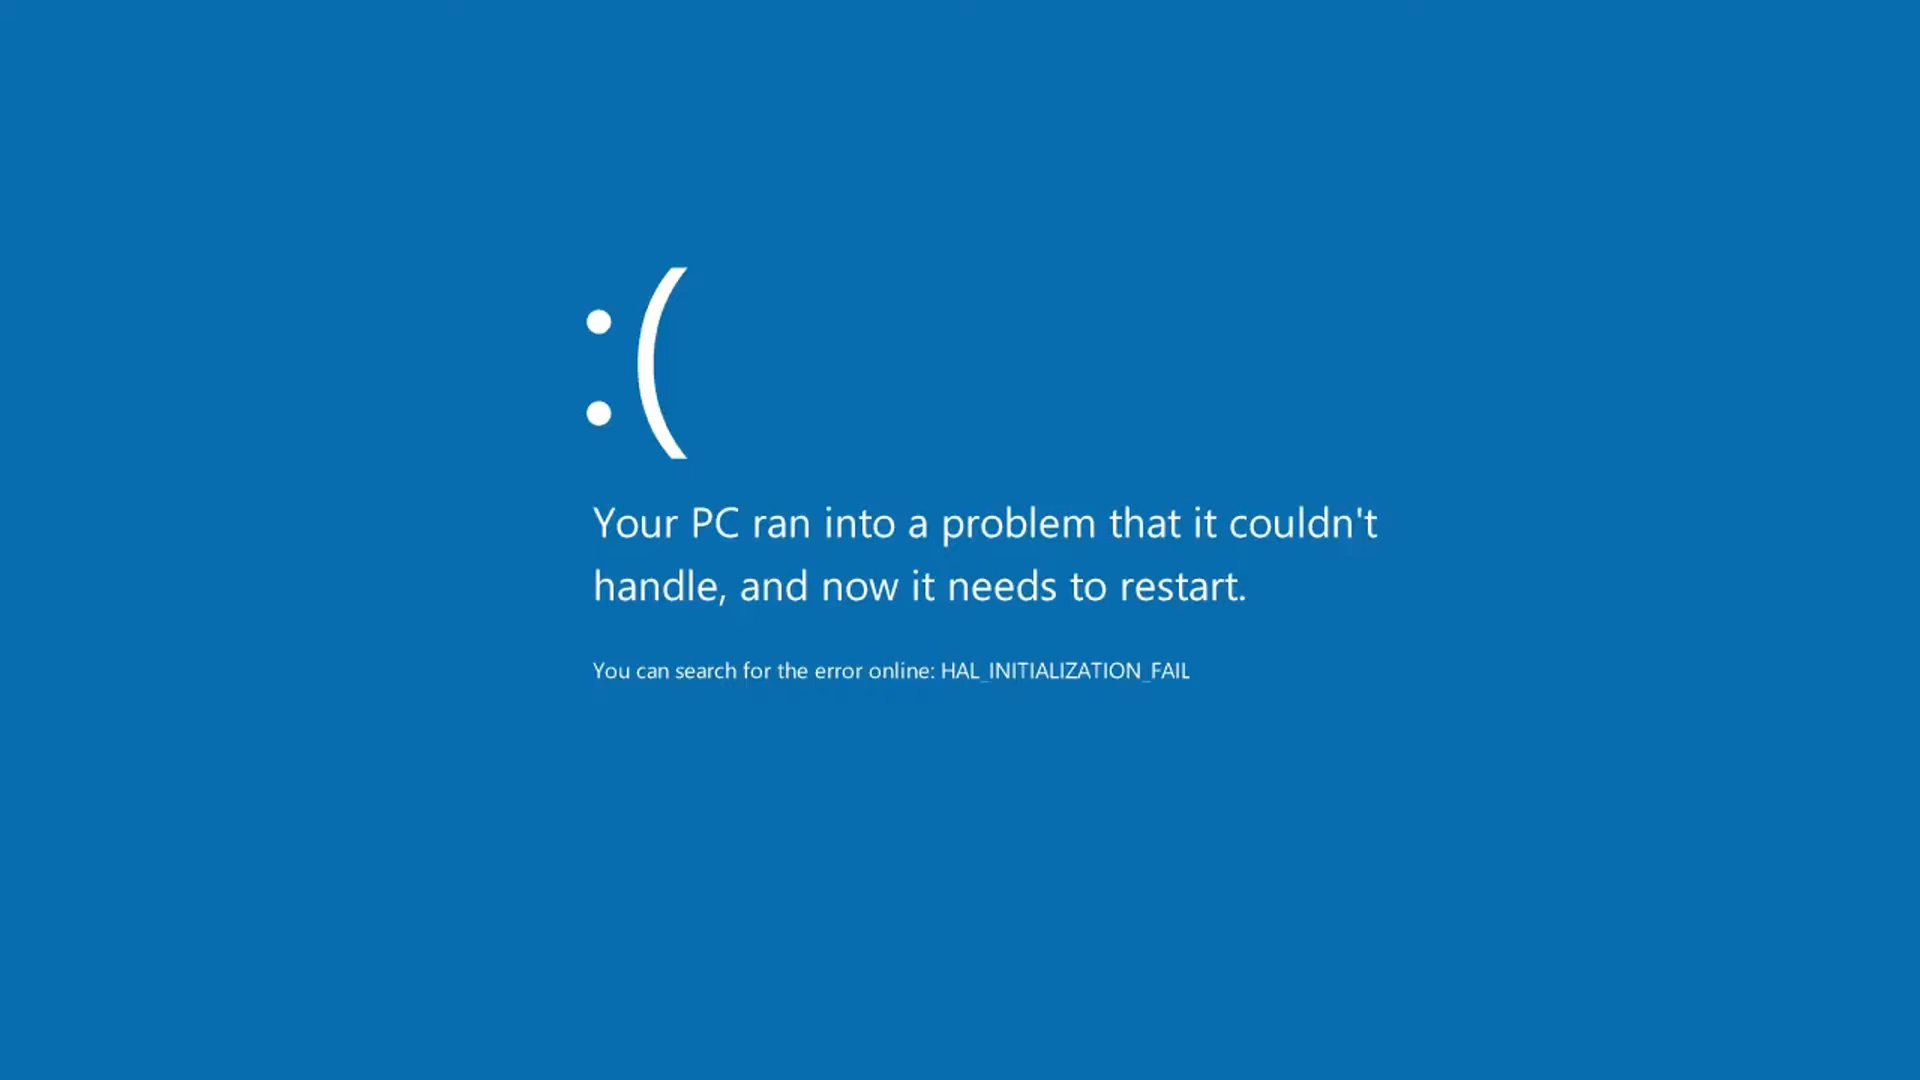 :(
Your PC ran into a problem that it couldn't
handle, and now it needs to restart.
You can search for the error online: HAL_INITIALIZATION_FAIL